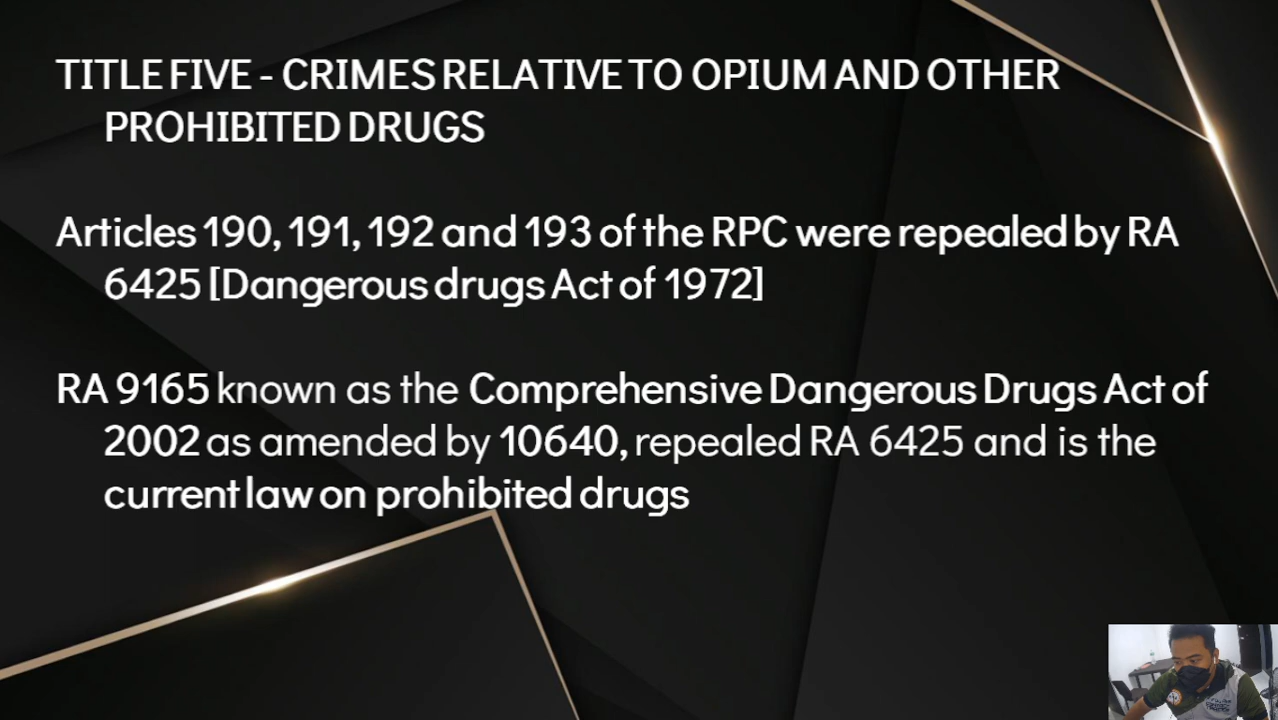 TITLE FIVE - CRIMES RELATIVE TO OPIUM AND OTHER
PROHIBITED DRUGS
Articles 190, 191, 192 and 193 of the RPC were repealed by RA
6425 [Dangerous drugs Act of 1972]
RA 9165 known as the Comprehensive Dangerous Drugs Act of
2002 as amended by 10640, repealed RA 6425 and is the
current law on prohibited drugs